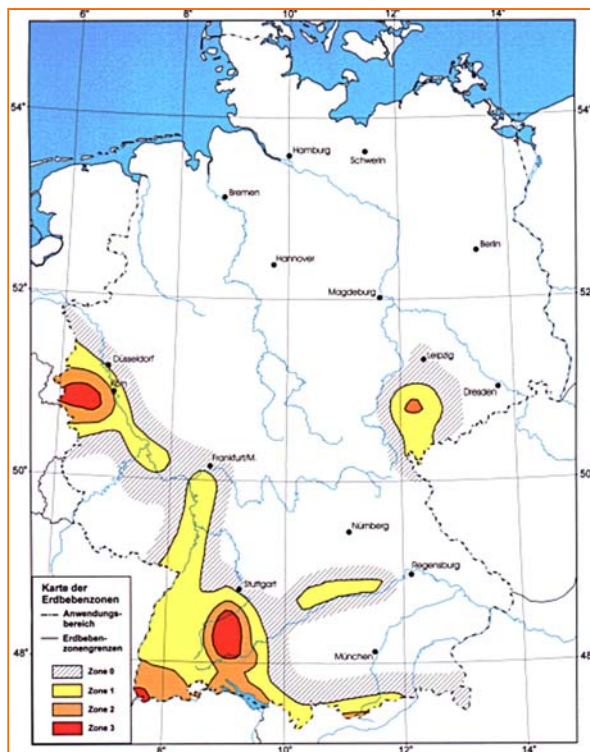 6°
8°
10°
12°
14°
54°
54°
Hamburg
Schwerin
Bremen
Berlin
Hannover
52°
52°
Magdeburg
Düsseldorf
Leipzig
Köln
Dresden
50°
50°
Frankfurt/M.
Nürnberg
Regensburg
Stuttgart
48°
48°
München
Karte der
Erdbebenzonen
Anwendungs-
bereich
Erdbeben-
zonengrenzen
Zone 0
Zone 1
Zone 2
Zone 3
6°
8°
10°
12°
14°